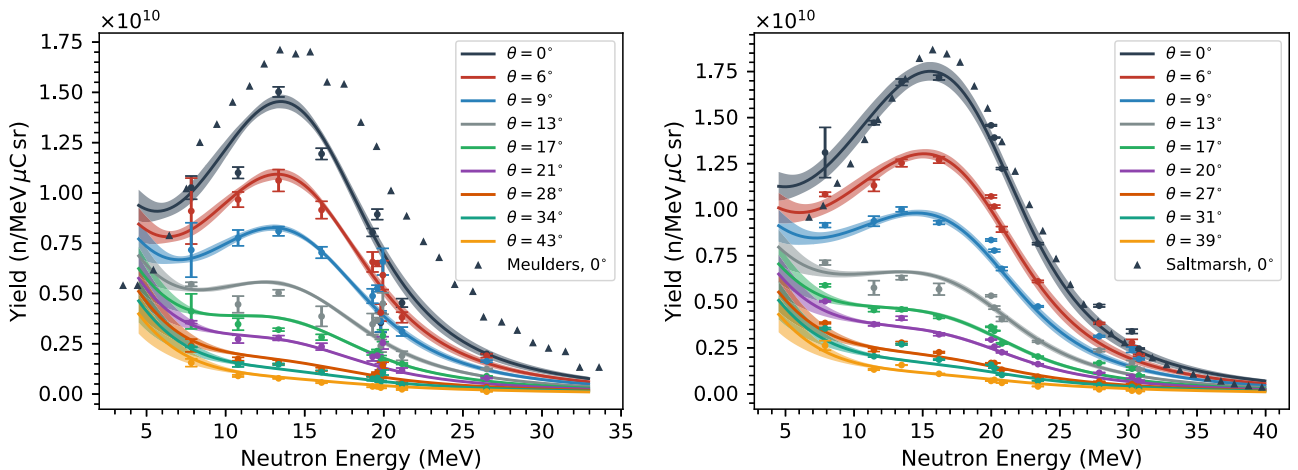 ×10¹⁰
Yield (n/MeV μC sr)
1.75
1.50
1.25
1.00
0.75
0.50
0.25
0.00
5 10 15 20 25 30 35
Neutron Energy (MeV)
θ = 0°
θ = 6°
θ = 9°
θ = 13°
θ = 17°
θ = 21°
θ = 28°
θ = 34°
θ = 43°
Meulders, 0°
×10¹⁰
Yield (n/MeV μC sr)
1.75
1.50
1.25
1.00
0.75
0.50
0.25
0.00
5 10 15 20 25 30 35 40
Neutron Energy (MeV)
θ = 0°
θ = 6°
θ = 9°
θ = 13°
θ = 17°
θ = 20°
θ = 27°
θ = 31°
θ = 39°
Saltmarsh, 0°